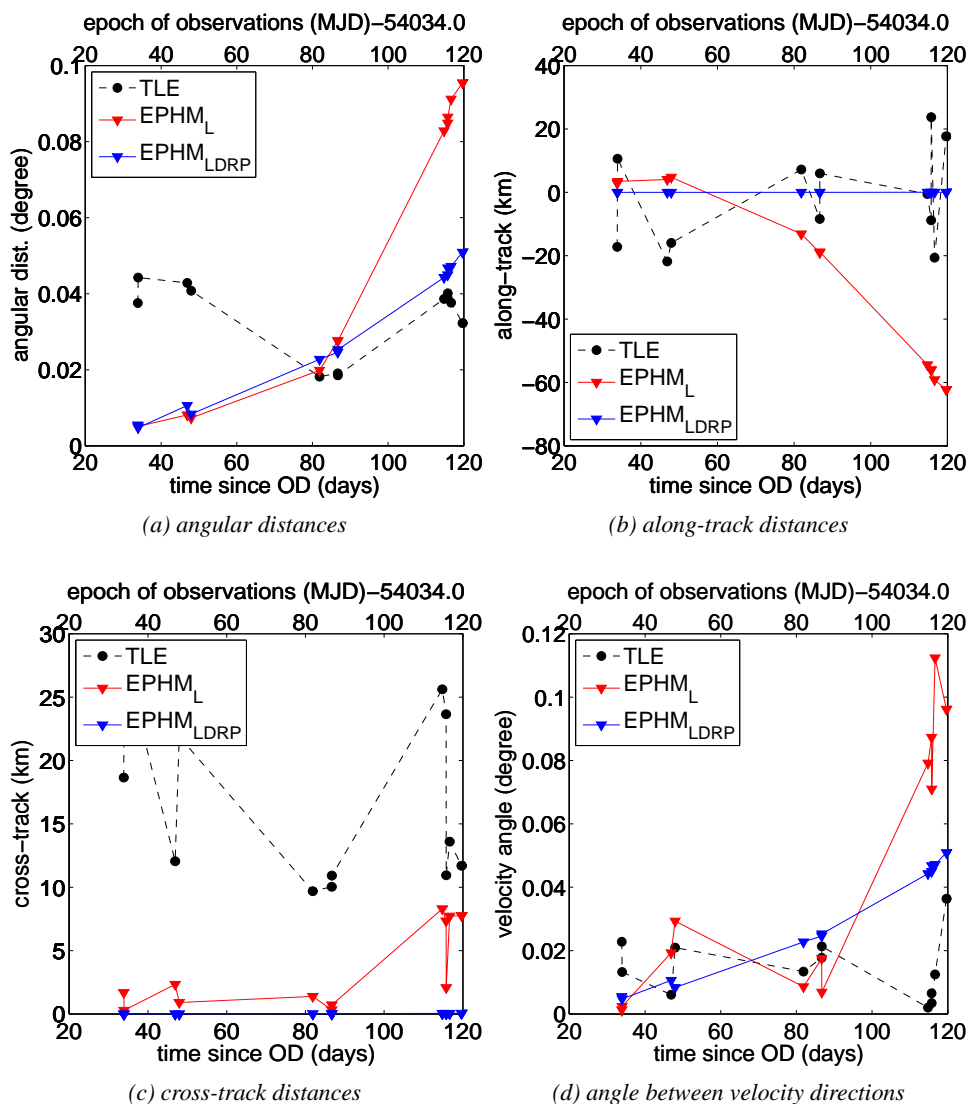 epoch of observations (MJD)−54034.0
20 40 60 80 100 120
0.1
0.08
0.06
0.04
0.02
0
angular dist. (degree)
TLE
EPHM_L
EPHM_LDRP
20 40 60 80 100 120
time since OD (days)
(a) angular distances
epoch of observations (MJD)−54034.0
20 40 60 80 100 120
40
20
0
−20
−40
−60
−80
along−track (km)
TLE
EPHM_L
EPHM_LDRP
20 40 60 80 100 120
time since OD (days)
(b) along-track distances
epoch of observations (MJD)−54034.0
20 40 60 80 100 120
30
25
20
15
10
5
0
cross−track (km)
TLE
EPHM_L
EPHM_LDRP
20 40 60 80 100 120
time since OD (days)
(c) cross-track distances
epoch of observations (MJD)−54034.0
20 40 60 80 100 120
0.12
0.1
0.08
0.06
0.04
0.02
0
velocity angle (degree)
TLE
EPHM_L
EPHM_LDRP
20 40 60 80 100 120
time since OD (days)
(d) angle between velocity directions